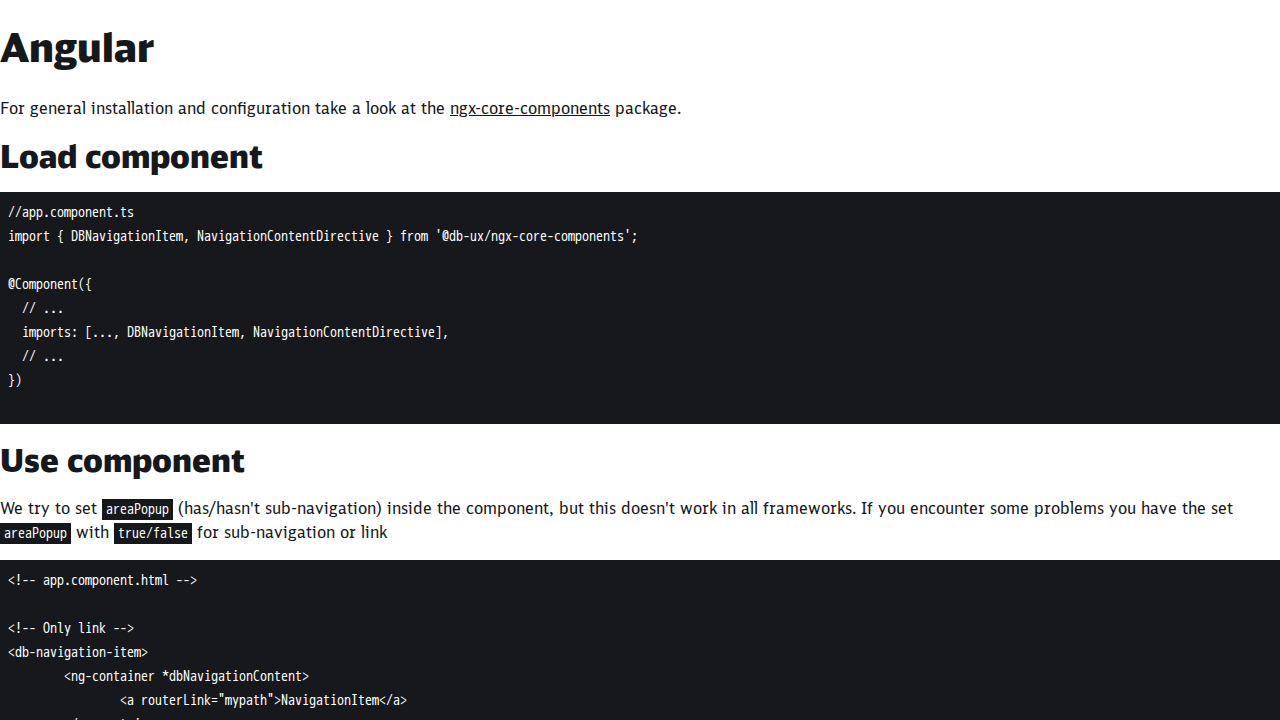 Angular
For general installation and configuration take a look at the ngx-core-components package.
Load component
//app.component.ts
import { DBNavigationItem, NavigationContentDirective } from '@db-ux/ngx-core-components';
@Component({
  // ...
  imports: [..., DBNavigationItem, NavigationContentDirective],
  // ...
})
Use component
We try to set areaPopup (has/hasn't sub-navigation) inside the component, but this doesn't work in all frameworks. If you encounter some problems you have the set
areaPopup with true/false for sub-navigation or link
<!-- app.component.html -->
<!-- Only link -->
<db-navigation-item>
        <ng-container *dbNavigationContent>
                <a routerLink="mypath">NavigationItem</a>